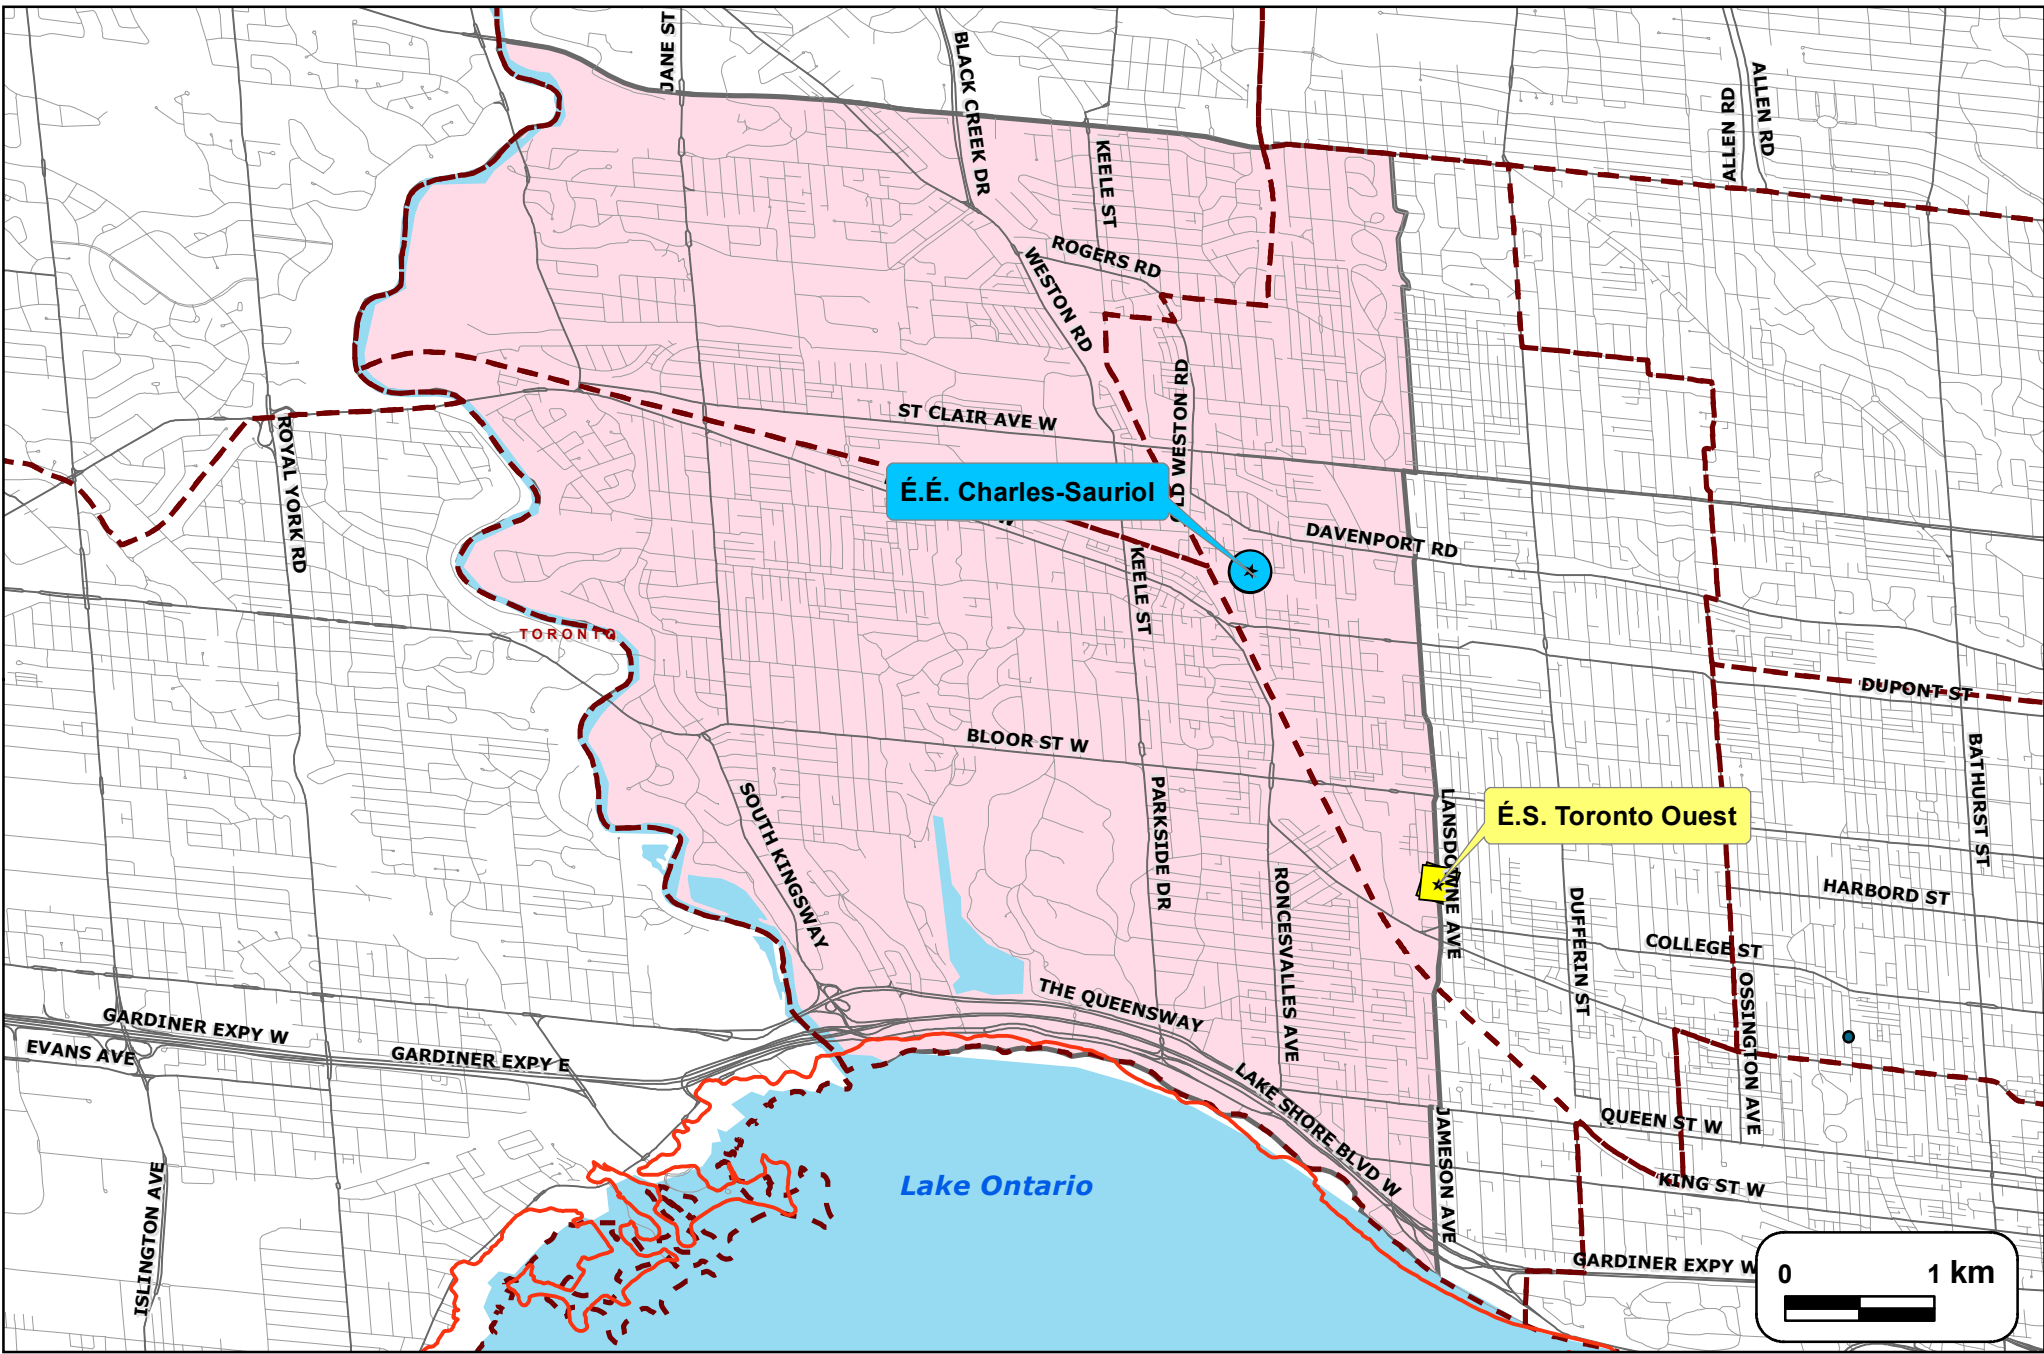 JANE ST
BLACK CREEK DR
ALLEN RD
ALLEN RD
KEELE ST
ROGERS RD
WESTON RD
OLD WESTON RD
ST CLAIR AVE W
ROYAL YORK RD
É.É. Charles-Sauriol
DAVENPORT RD
KEELE ST
TORONTO
DUPONT ST
BLOOR ST W
BATHURST ST
SOUTH KINGSWAY
PARKSIDE DR
LANSDOWNE AVE
É.S. Toronto Ouest
RONCESVALLES AVE
DUFFERIN ST
HARBORD ST
COLLEGE ST
OSSINGTON AVE
THE QUEENSWAY
GARDINER EXPY W
EVANS AVE
GARDINER EXPY E
LAKE SHORE BLVD W
QUEEN ST W
JAMESON AVE
KING ST W
Lake Ontario
ISLINGTON AVE
GARDINER EXPY W
0 1 km